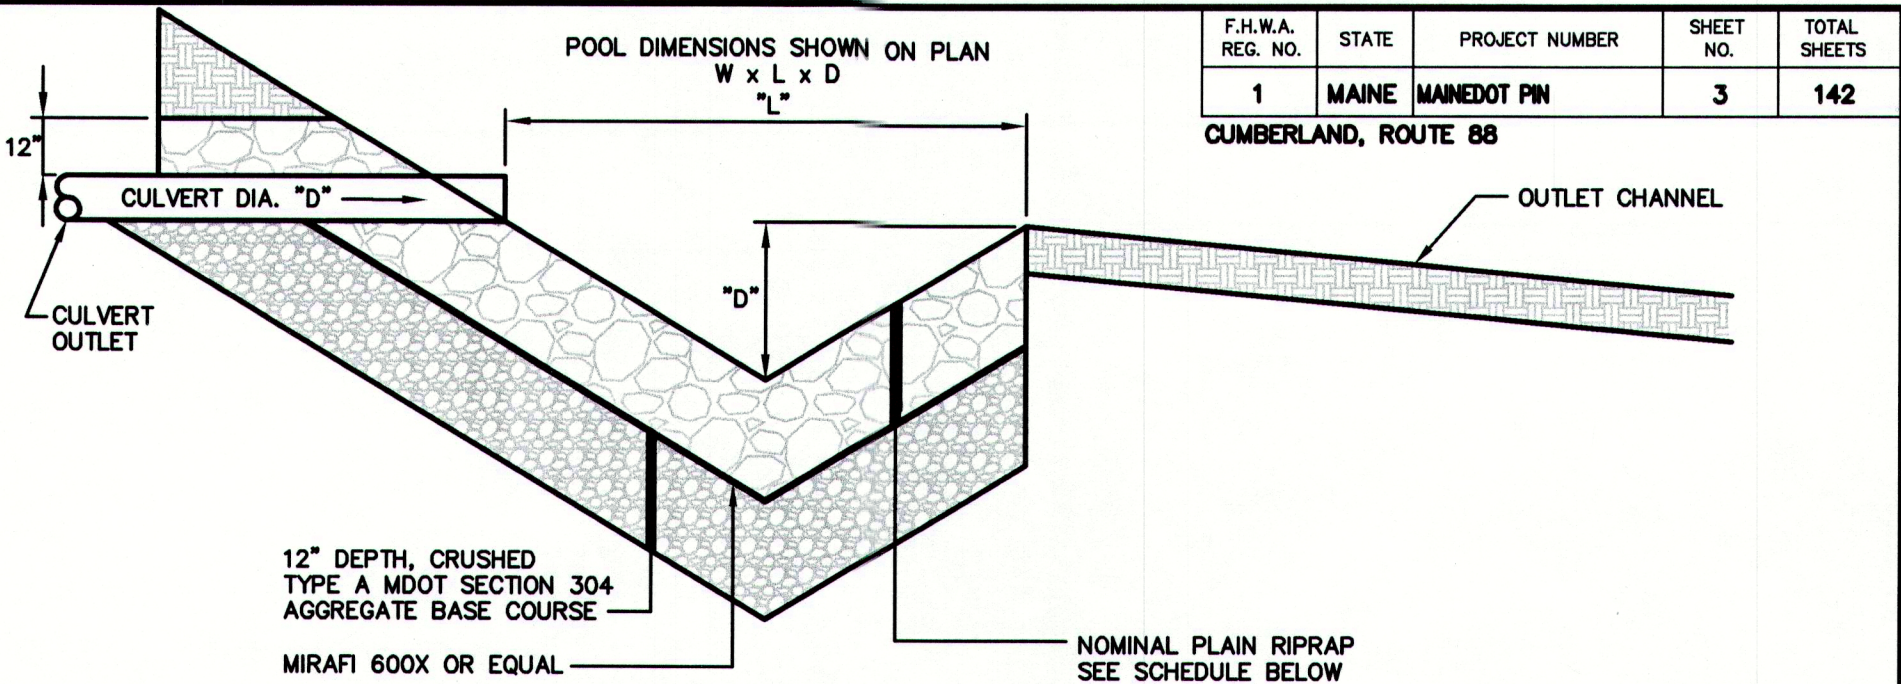 POOL DIMENSIONS SHOWN ON PLAN
W x L x D
"L"
F.H.W.A. REG. NO.
STATE
PROJECT NUMBER
SHEET NO.
TOTAL SHEETS
1
MAINE
MAINEDOT PIN
3
142
CUMBERLAND, ROUTE 88
12"
CULVERT DIA. "D"
OUTLET CHANNEL
"D"
CULVERT
OUTLET
12" DEPTH, CRUSHED
TYPE A MDOT SECTION 304
AGGREGATE BASE COURSE
MIRAFI 600X OR EQUAL
NOMINAL PLAIN RIPRAP
SEE SCHEDULE BELOW